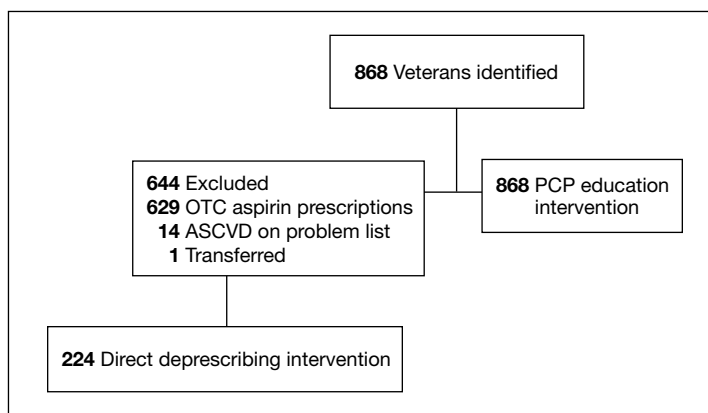 868 Veterans identified
644 Excluded
629 OTC aspirin prescriptions
14 ASCVD on problem list
1 Transferred
868 PCP education
intervention
224 Direct deprescribing intervention